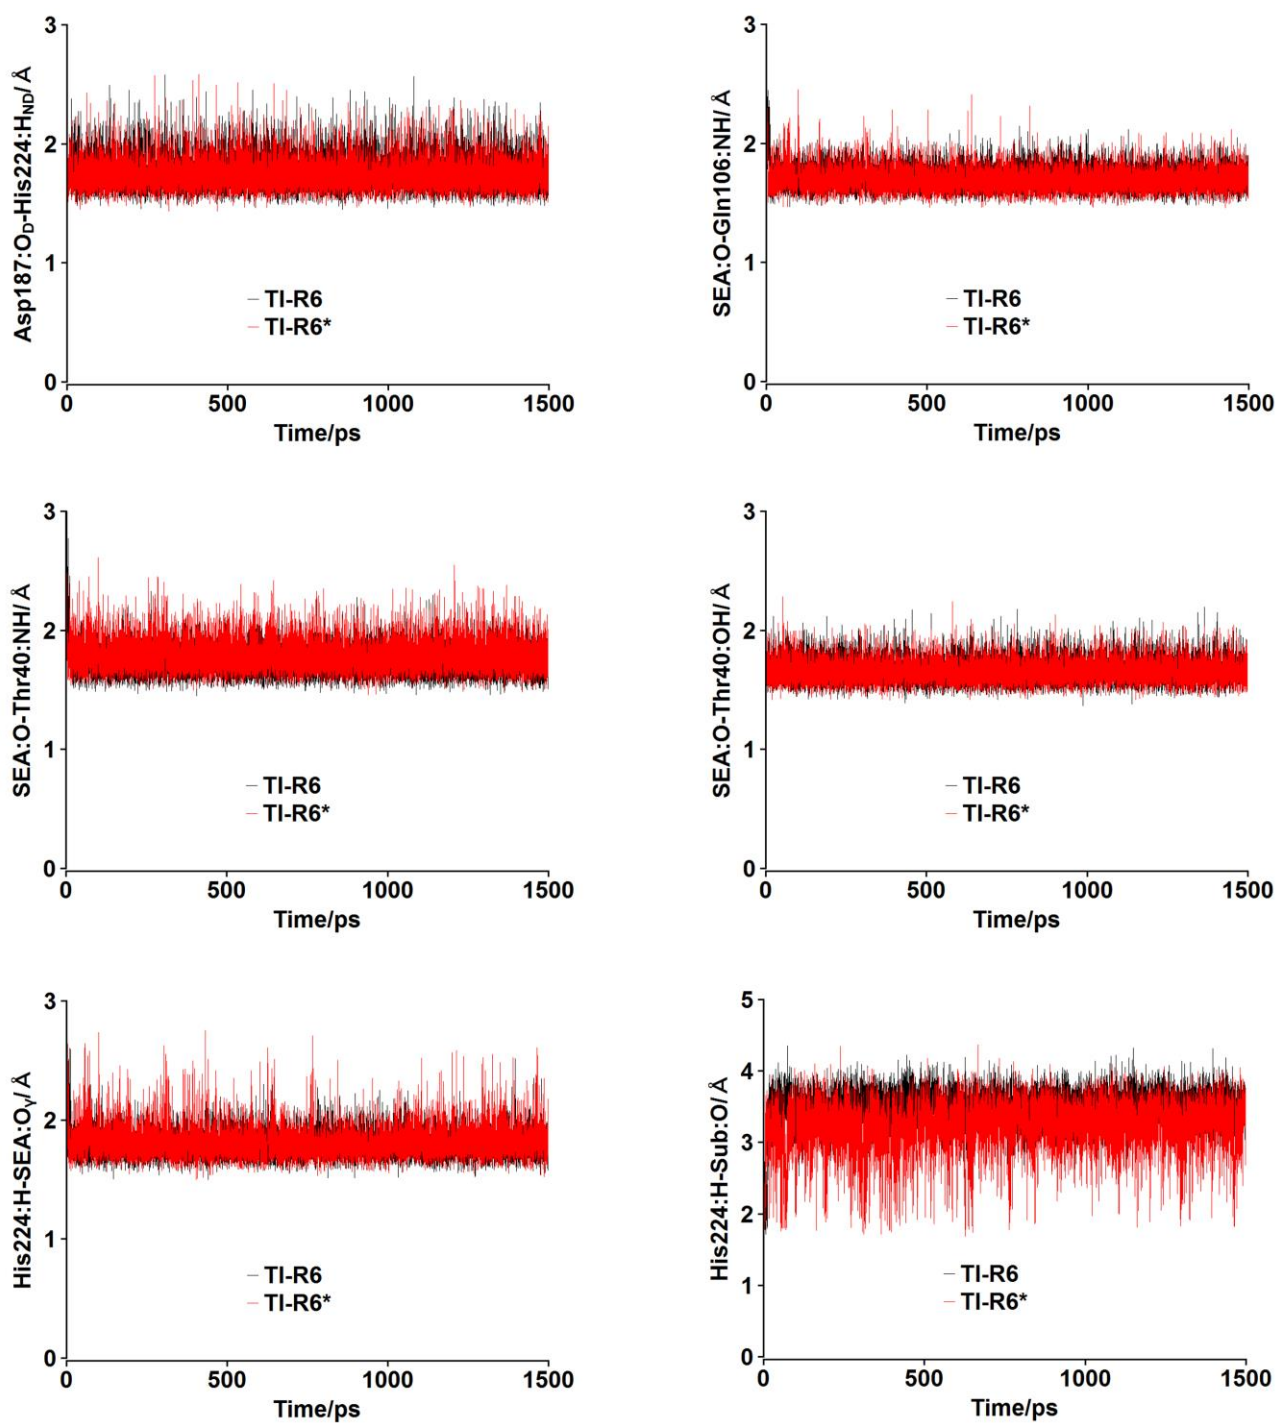 3
2
1
0
Asp187:O_D-His224:H_ND/Å
TI-R6
TI-R6*
0 500 1000 1500
Time/ps
3
2
1
0
SEA:O-Gln106:NH/Å
TI-R6
TI-R6*
0 500 1000 1500
Time/ps
3
2
1
0
SEA:O-Thr40:NH/Å
TI-R6
TI-R6*
0 500 1000 1500
Time/ps
3
2
1
0
SEA:O-Thr40:OH/Å
TI-R6
TI-R6*
0 500 1000 1500
Time/ps
3
2
1
0
His224:H-SEA:Oγ/Å
TI-R6
TI-R6*
0 500 1000 1500
Time/ps
5
4
3
2
1
0
His224:H-Sub:O/Å
TI-R6
TI-R6*
0 500 1000 1500
Time/ps